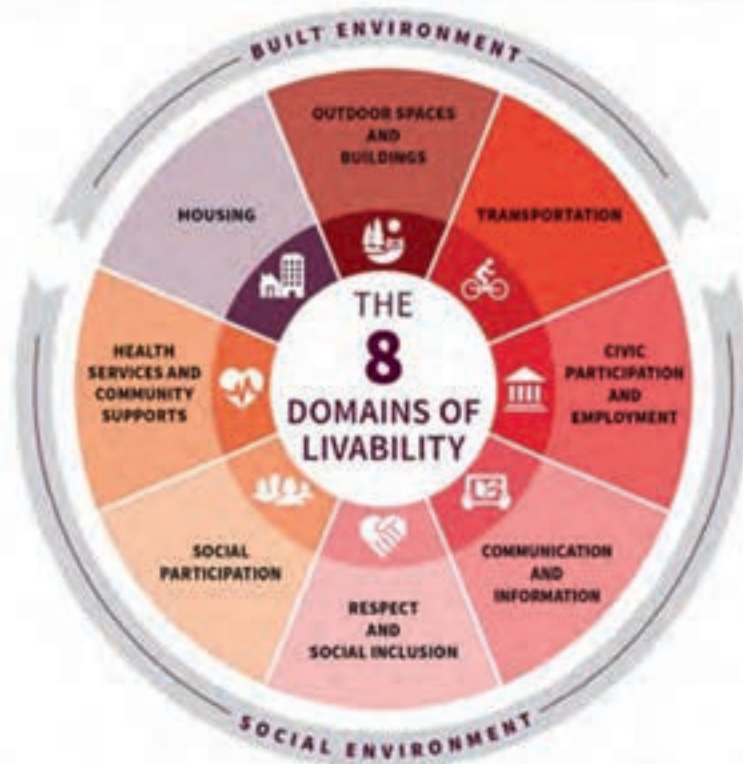 BUILT ENVIRONMENT
OUTDOOR SPACES
AND
BUILDINGS
TRANSPORTATION
CIVIC
PARTICIPATION
AND
EMPLOYMENT
COMMUNICATION
AND
INFORMATION
RESPECT
AND
SOCIAL INCLUSION
SOCIAL
PARTICIPATION
HEALTH
SERVICES AND
COMMUNITY
SUPPORTS
HOUSING
THE
8
DOMAINS OF
LIVABILITY
SOCIAL ENVIRONMENT